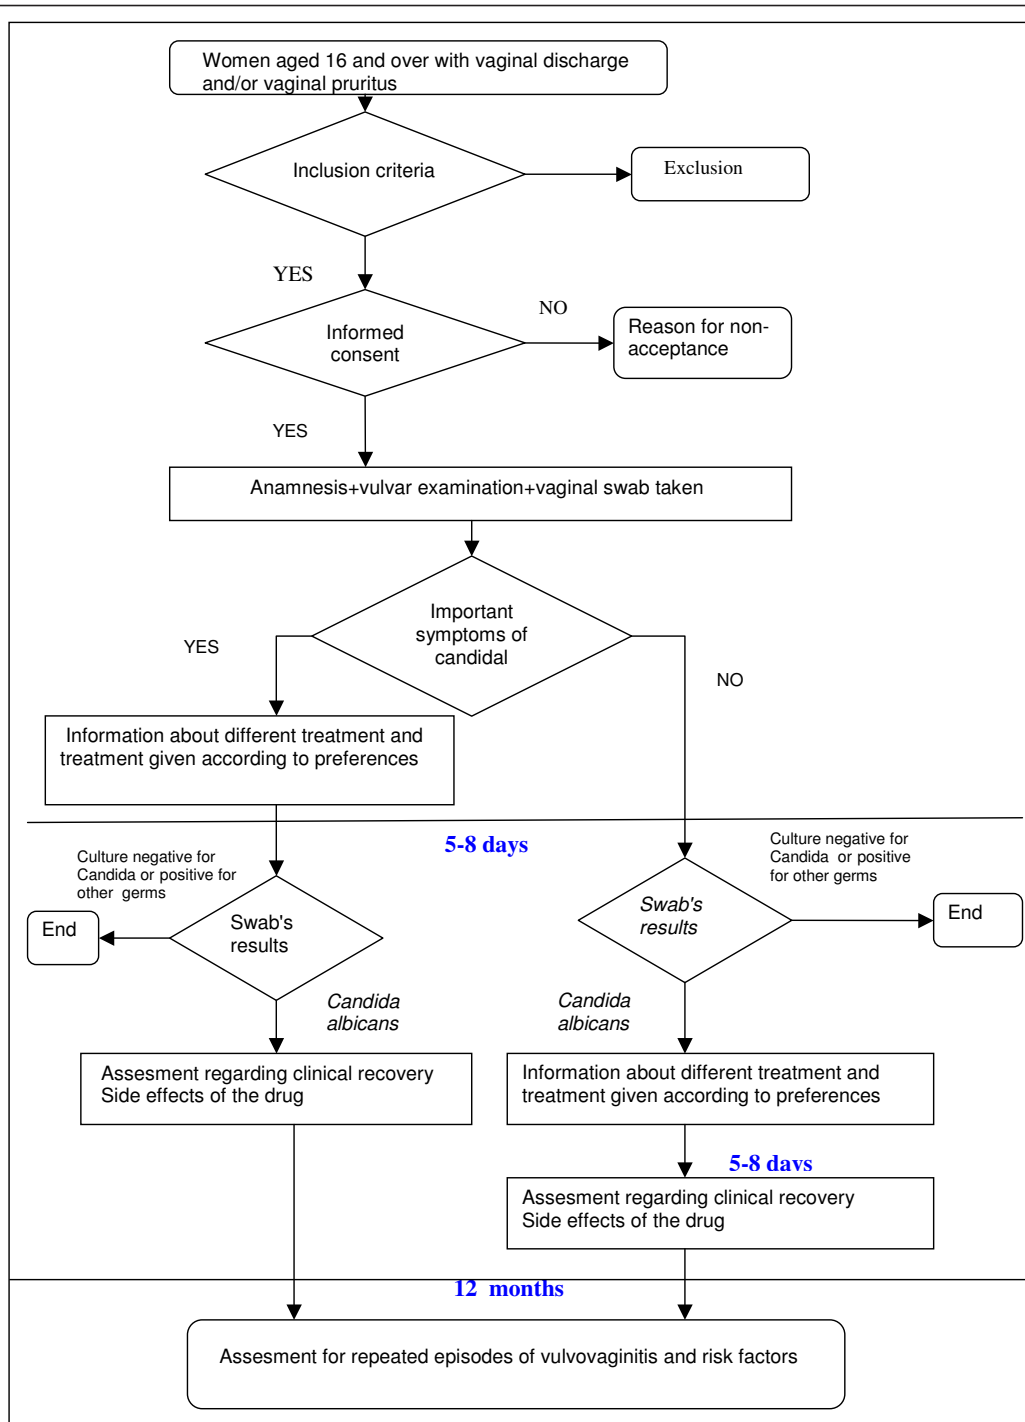 Women aged 16 and over with vaginal discharge
and/or vaginal pruritus
Inclusion criteria
Exclusion
YES
NO
Informed
consent
Reason for non-
acceptance
YES
Anamnesis+vulvar examination+vaginal swab taken
Important
symptoms of
candidal
YES
NO
Information about different treatment and
treatment given according to preferences
5-8 days
Culture negative for
Candida or positive for
other germs
End
Swab's
results
Culture negative for
Candida or positive
for other germs
Swab's
results
End
Candida
albicans
Candida
albicans
Assesment regarding clinical recovery
Side effects of the drug
Information about different treatment and
treatment given according to preferences
5-8 days
Assesment regarding clinical recovery
Side effects of the drug
12 months
Assesment for repeated episodes of vulvovaginitis and risk factors